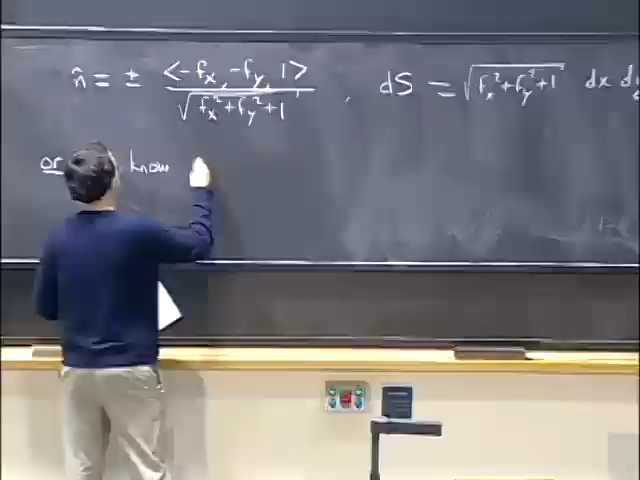 n̂ = ± <-fx, -fy, 1> / √(fx² + fy² + 1) , dS = √(fx² + fy² + 1) dx dy
or know